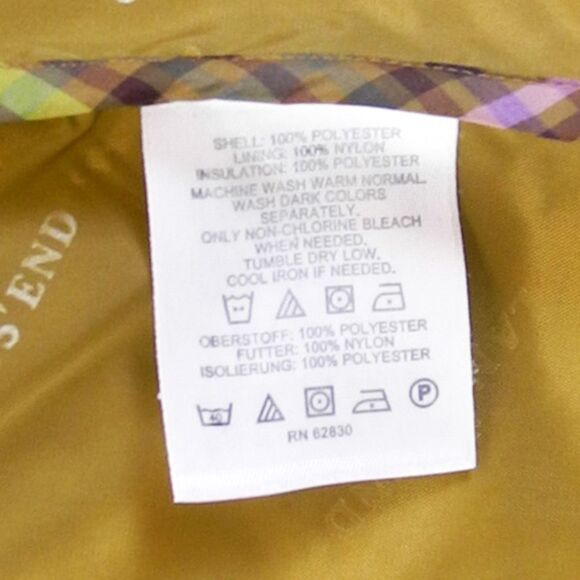 SHELL: 100% POLYESTER
LINING: 100% NYLON
INSULATION: 100% POLYESTER
MACHINE WASH WARM NORMAL.
WASH DARK COLORS
SEPARATELY.
ONLY NON-CHLORINE BLEACH
WHEN NEEDED.
TUMBLE DRY LOW.
COOL IRON IF NEEDED.
OBERSTOFF: 100% POLYESTER
FUTTER: 100% NYLON
ISOLIERUNG: 100% POLYESTER
40
P
RN 62830
S' END